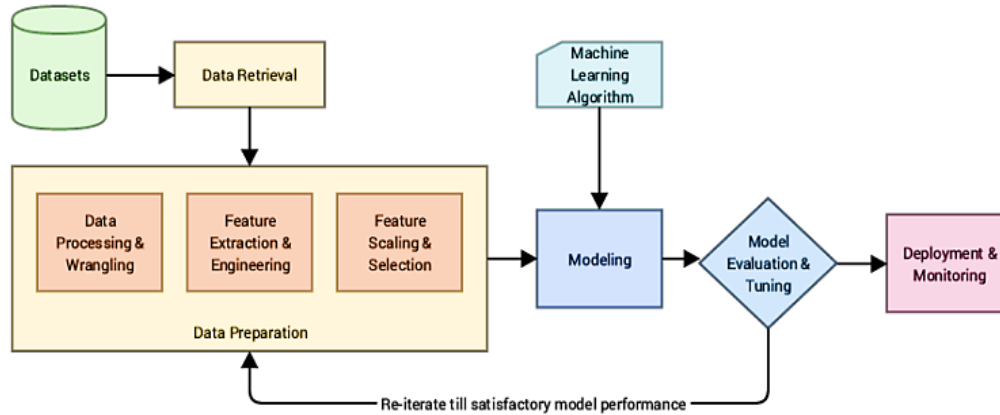 Datasets
Data Retrieval
Machine
Learning
Algorithm
Data
Processing &
Wrangling
Feature
Extraction &
Engineering
Feature
Scaling &
Selection
Data Preparation
Modeling
Model
Evaluation &
Tuning
Deployment &
Monitoring
Re-iterate till satisfactory model performance